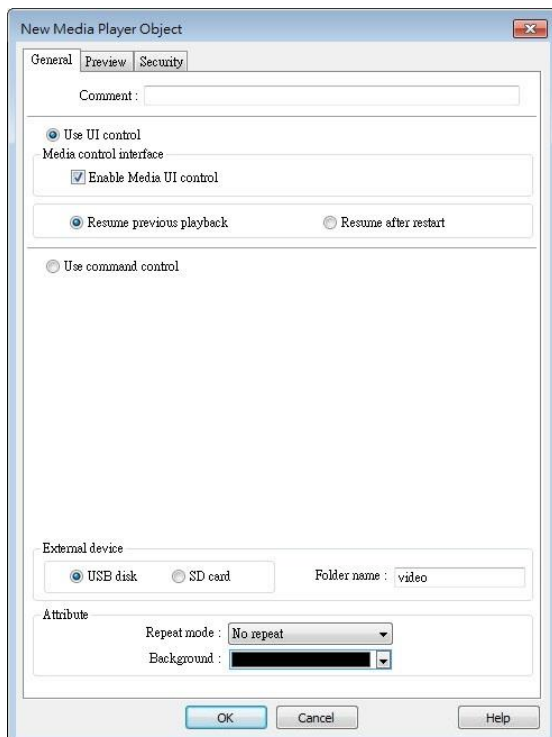 New Media Player Object
General Preview Security
Comment :
Use UI control
Media control interface
Enable Media UI control
Resume previous playback Resume after restart
Use command control
External device
USB disk SD card Folder name : video
Attribute
Repeat mode : No repeat
Background :
OK Cancel Help